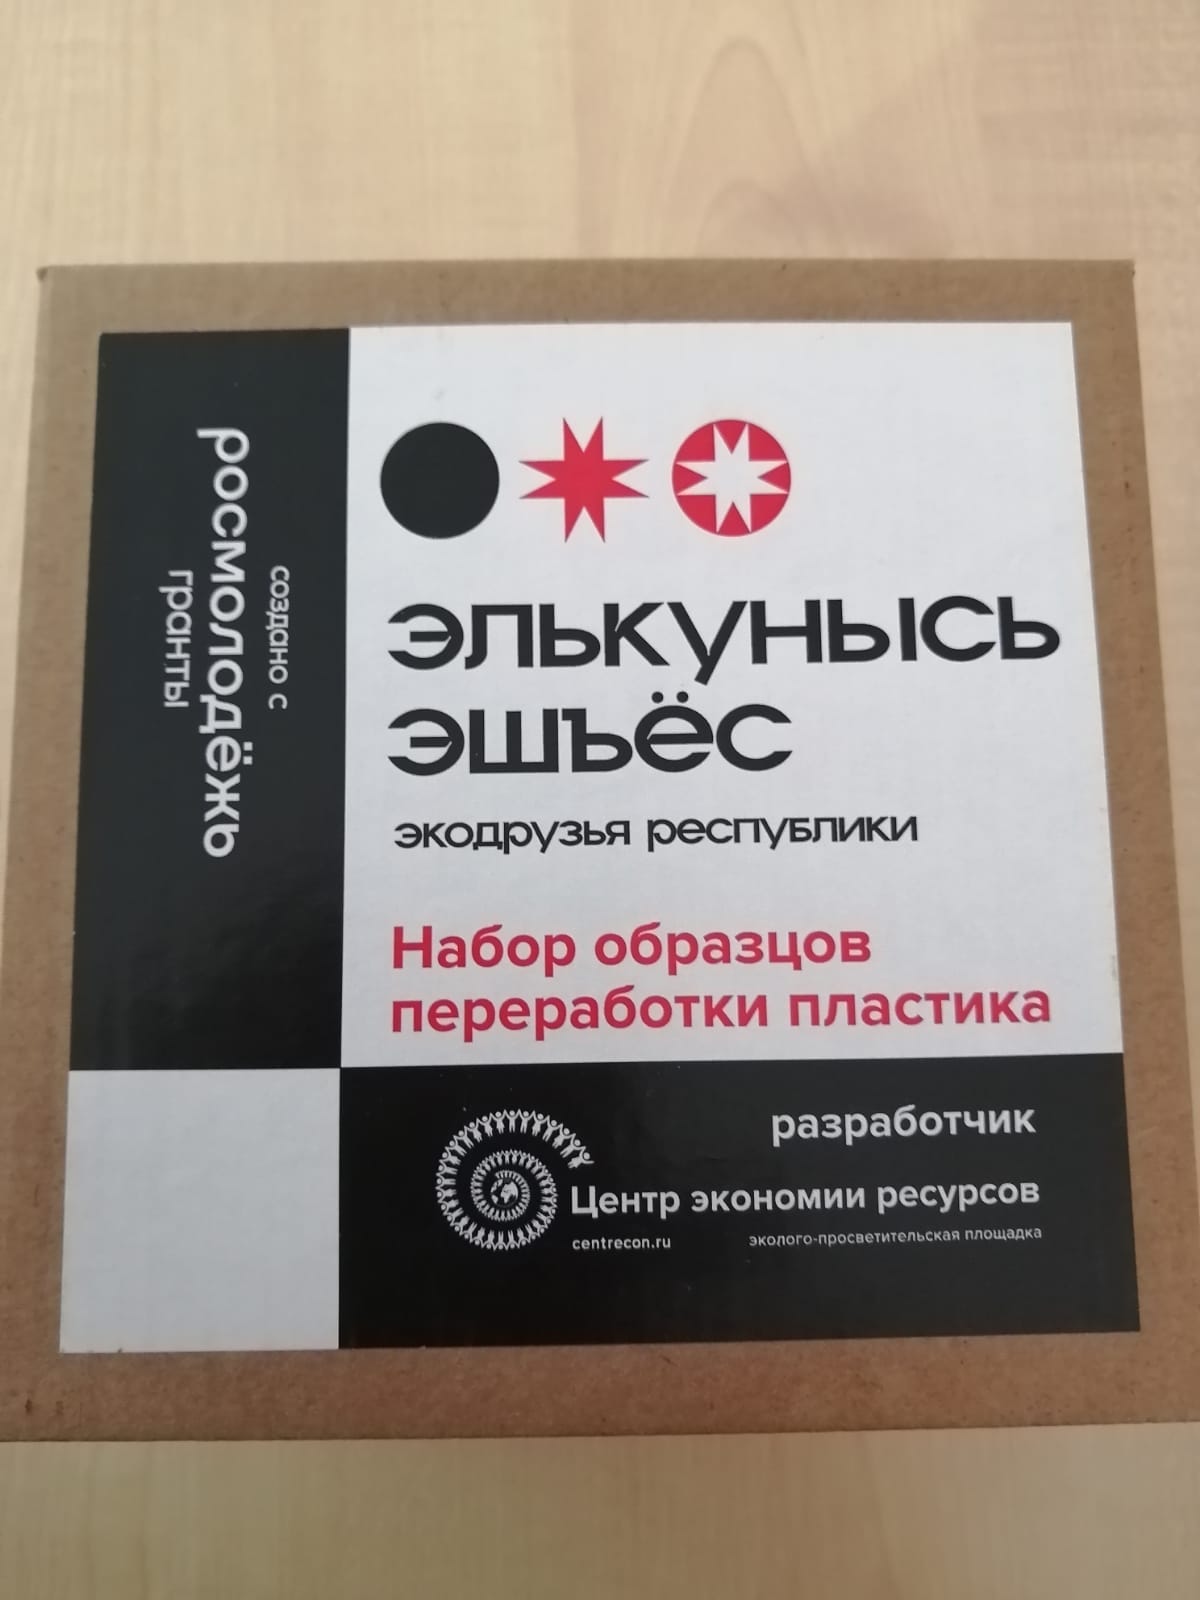 создано с
росмолодёжь
гранты
элькунысь
эшъёс
экодрузья республики
Набор образцов
переработки пластика
разработчик
Центр экономии ресурсов
centrecon.ru
эколого-просветительская площадка